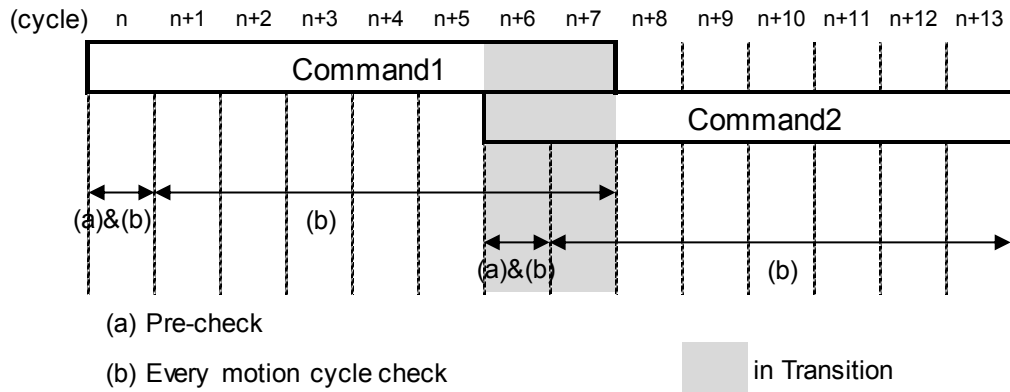 (cycle) n n+1 n+2 n+3 n+4 n+5 n+6 n+7 n+8 n+9 n+10 n+11 n+12 n+13
Command1
Command2
(a)&(b) (b)
(a)&(b) (b)
(a) Pre-check
(b) Every motion cycle check
in Transition